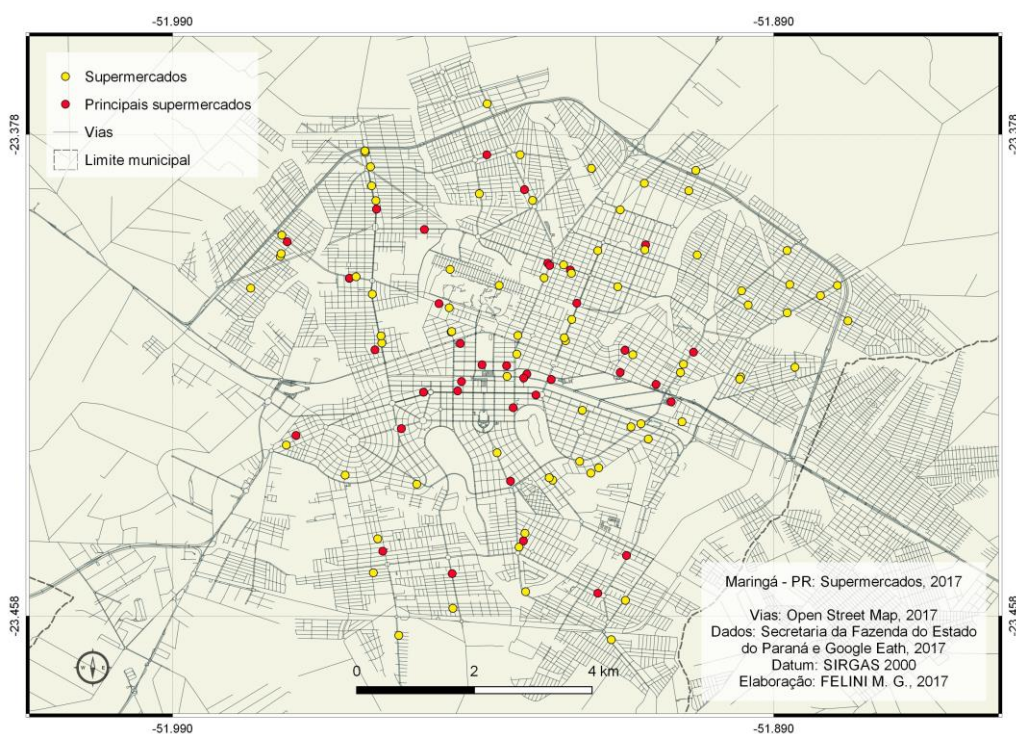 -51.990
-51.890
Supermercados
Principais supermercados
Vias
Limite municipal
-23.378
-23.378
-23.458
-23.458
Maringá - PR: Supermercados, 2017
Vias: Open Street Map, 2017
Dados: Secretaria da Fazenda do Estado
do Paraná e Google Eath, 2017
Datum: SIRGAS 2000
Elaboração: FELINI M. G., 2017
0 2 4 km
W E
-51.990
-51.890